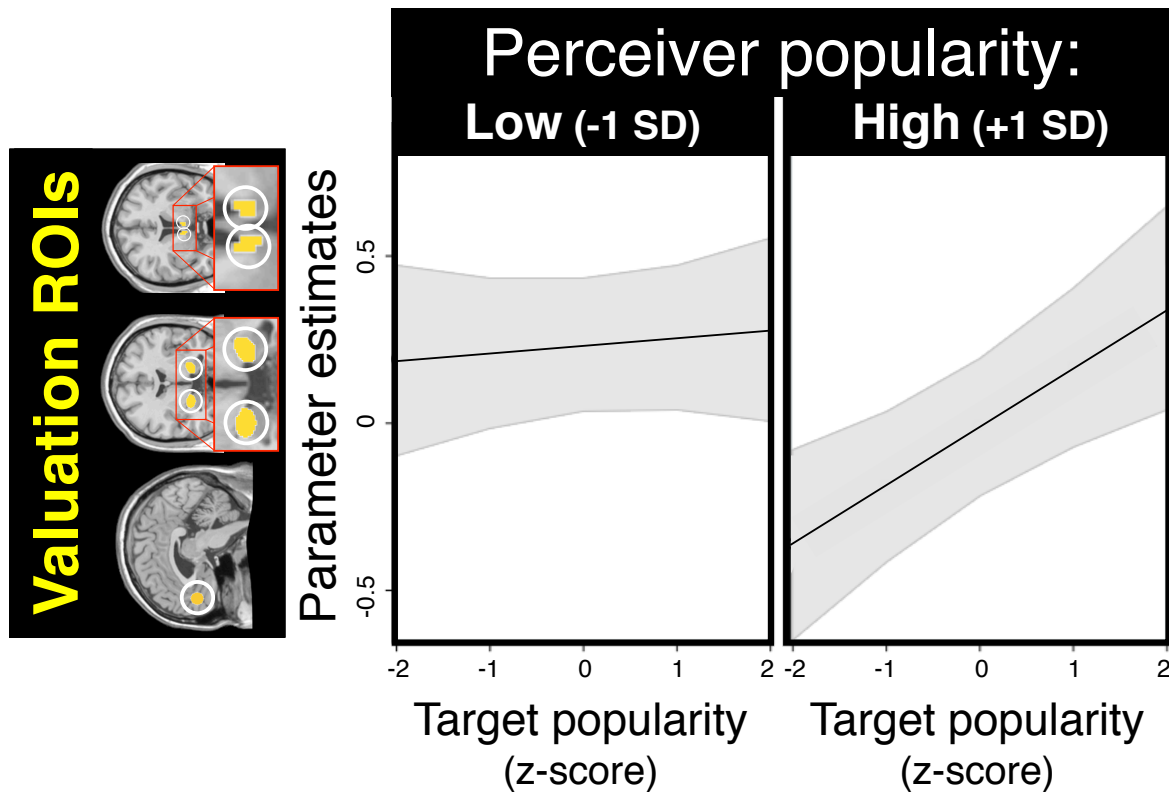 Perceiver popularity:
Low (-1 SD)
High (+1 SD)
Valuation ROIs
Parameter estimates
0.5
0
-0.5
-2 -1 0 1 2
-2 -1 0 1 2
Target popularity
(z-score)
Target popularity
(z-score)